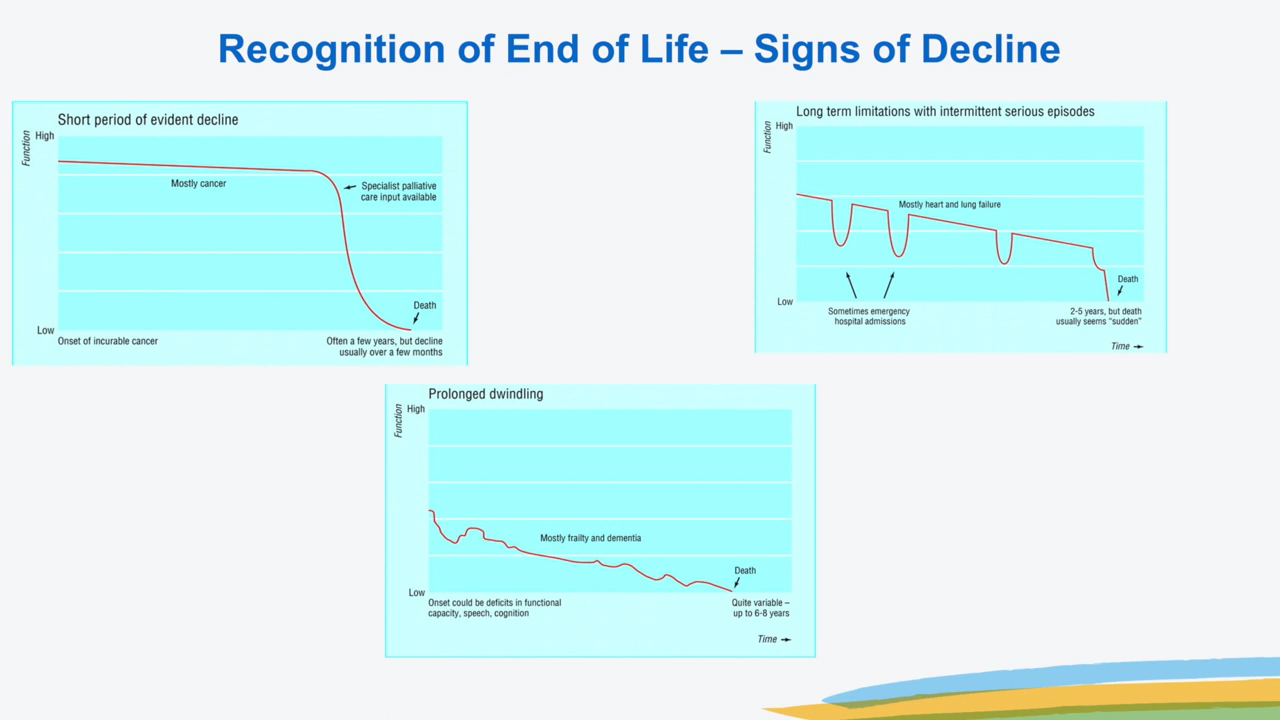 Recognition of End of Life – Signs of Decline
Short period of evident decline
High
Function
Mostly cancer
Specialist palliative
care input available
Death
Low
Onset of incurable cancer
Often a few years, but decline
usually over a few months
Long term limitations with intermittent serious episodes
High
Function
Mostly heart and lung failure
Death
Low
Sometimes emergency
hospital admissions
2-5 years, but death
usually seems “sudden”
Time
Prolonged dwindling
High
Function
Mostly frailty and dementia
Death
Low
Onset could be deficits in functional
capacity, speech, cognition
Quite variable –
up to 6-8 years
Time